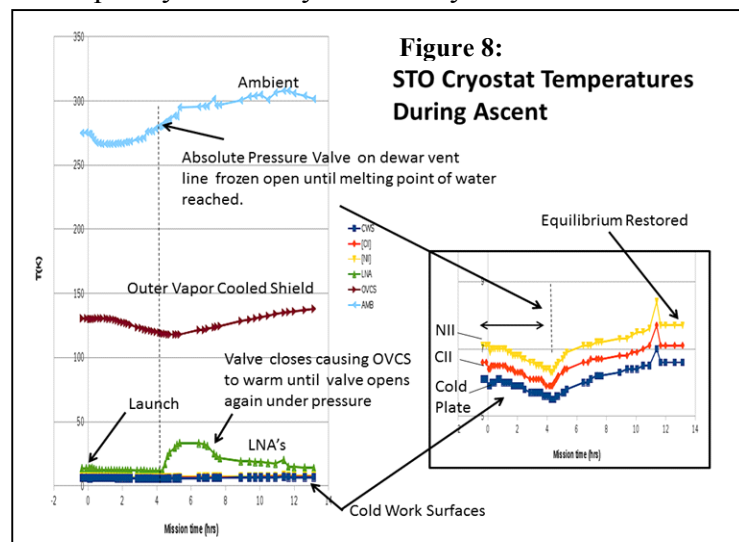 Figure 8:
STO Cryostat Temperatures
During Ascent
350
300
250
200
150
100
50
0
T(K)
-2 0 2 4 6 8 10 12 14
Mission time (hrs)
Ambient
Absolute Pressure Valve on dewar vent
line frozen open until melting point of water
reached.
CWS
LNA
OVCS
AMB
Outer Vapor Cooled Shield
Valve closes causing OVCS
to warm until valve opens
again under pressure
Launch
LNA's
Cold Work Surfaces
Equilibrium Restored
NII
CII
Cold
Plate
9
7
5
-2 0 2 4 6 8 10 12 14
Mission time (hrs)